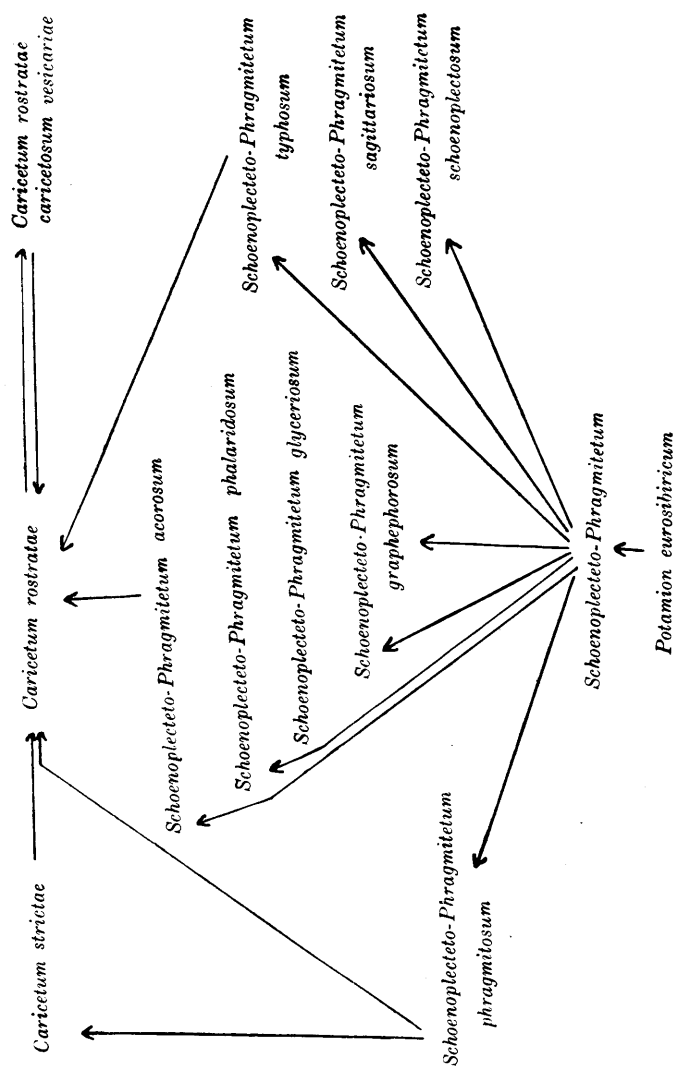 Caricetum strictae
Caricetum rostratae
Caricetum rostratae
caricetosum vesicariae
Schoenoplecteto-Phragmitetum acorosum
Schoenoplecteto-Phragmitetum phalaridosum
Schoenoplecteto-Phragmitetum glyceriosum
Schoenoplecteto-Phragmitetum
typhosum
Schoenoplecteto-Phragmitetum
sagittariosum
Schoenoplecteto-Phragmitetum
schoenoplectosum
Schoenoplecteto-Phragmitetum
graphephorosum
Schoenoplecteto-Phragmitetum
phragmitosum
Schoenoplecteto-Phragmitetum
Potamion eurosibiricum